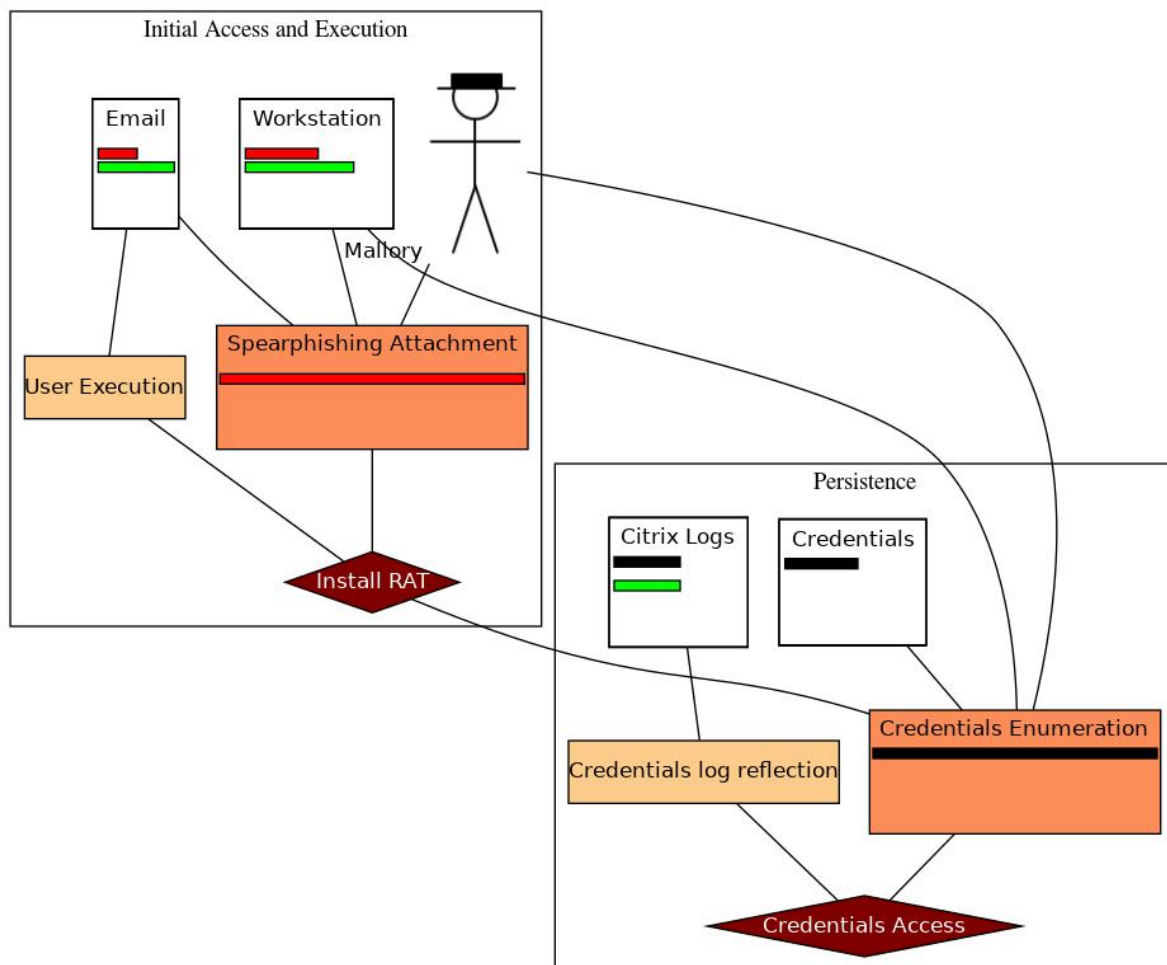 Initial Access and Execution
Email
Workstation
Mallory
Spearphishing Attachment
User Execution
Install RAT
Persistence
Citrix Logs
Credentials
Credentials Enumeration
Credentials log reflection
Credentials Access